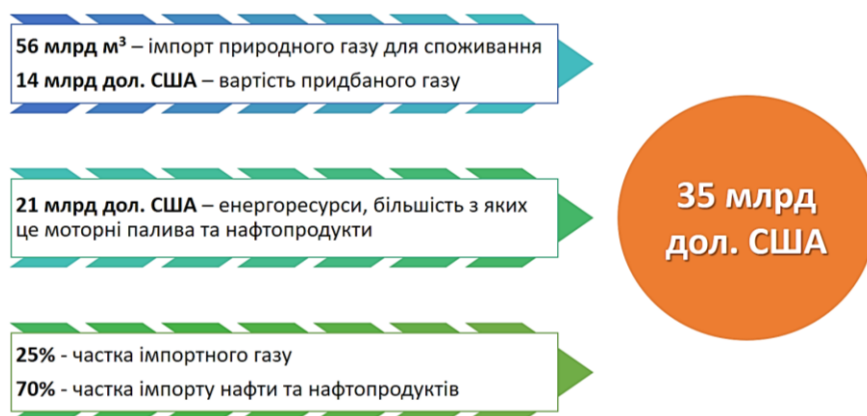 56 млрд м³ – імпорт природного газу для споживання
14 млрд дол. США – вартість придбаного газу
21 млрд дол. США – енергоресурси, більшість з яких
це моторні палива та нафтопродукти
25% - частка імпортного газу
70% - частка імпорту нафти та нафтопродуктів
35 млрд
дол. США